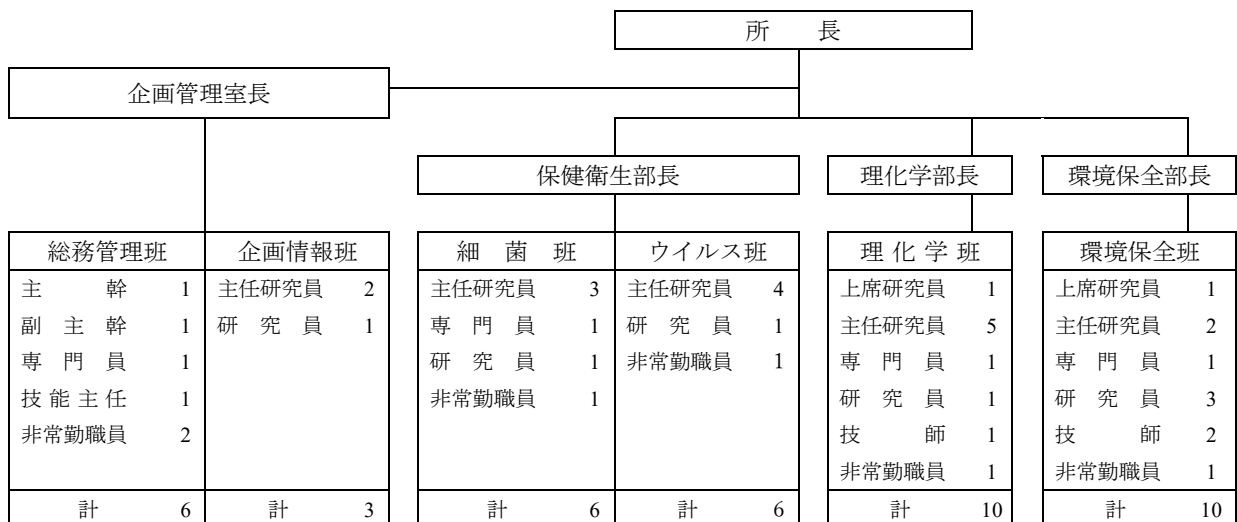 所　　長
企画管理室長
保健衛生部長
理化学部長
環境保全部長
総務管理班
主　　幹 1
副 主 幹 1
専 門 員 1
技能主任 1
非常勤職員 2
計 6
企画情報班
主任研究員 2
研 究 員 1
計 3
細 菌 班
主任研究員 3
専 門 員 1
研 究 員 1
非常勤職員 1
計 6
ウイルス班
主任研究員 4
研 究 員 1
非常勤職員 1
計 6
理 化 学 班
上席研究員 1
主任研究員 5
専 門 員 1
研 究 員 1
技　　師 1
非常勤職員 1
計 10
環境保全班
上席研究員 1
主任研究員 2
専 門 員 1
研 究 員 3
技　　師 2
非常勤職員 1
計 10